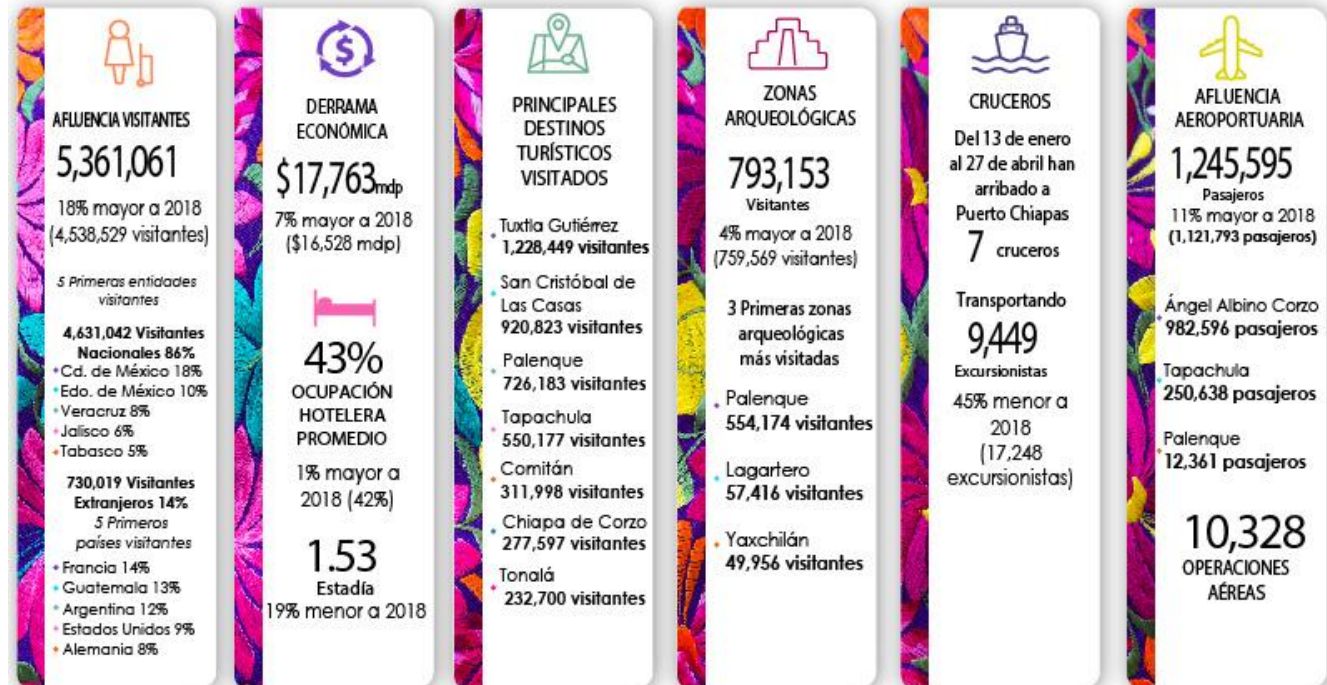 AFLUENCIA VISITANTES
5,361,061
18% mayor a 2018
(4,538,529 visitantes)
5 Primeras entidades
visitantes
4,631,042 Visitantes
Nacionales 86%
Cd. de México 18%
Edo. de México 10%
Veracruz 8%
Jalisco 6%
Tabasco 5%
730,019 Visitantes
Extranjeros 14%
5 Primeros
países visitantes
Francia 14%
Guatemala 13%
Argentina 12%
Estados Unidos 9%
Alemania 8%
$
DERRAMA
ECONÓMICA
$17,763mdp
7% mayor a 2018
($16,528 mdp)
43%
OCUPACIÓN
HOTELERA
PROMEDIO
1% mayor a
2018 (42%)
1.53
Estadía
19% menor a 2018
PRINCIPALES
DESTINOS
TURÍSTICOS
VISITADOS
Tuxtla Gutiérrez
1,228,449 visitantes
San Cristóbal de
Las Casas
920,823 visitantes
Palenque
726,183 visitantes
Tapachula
550,177 visitantes
Comitán
311,998 visitantes
Chiapa de Corzo
277,597 visitantes
Tonalá
232,700 visitantes
ZONAS
ARQUEOLÓGICAS
793,153
Visitantes
4% mayor a 2018
(759,569 visitantes)
3 Primeras zonas
arqueológicas
más visitadas
Palenque
554,174 visitantes
Lagartero
57,416 visitantes
Yaxchilán
49,956 visitantes
CRUCEROS
Del 13 de enero
al 27 de abril han
arribado a
Puerto Chiapas
7 cruceros
Transportando
9,449
Excursionistas
45% menor a
2018
(17,248
excursionistas)
AFLUENCIA
AEROPORTUARIA
1,245,595
Pasajeros
11% mayor a 2018
(1,121,793 pasajeros)
Ángel Albino Corzo
982,596 pasajeros
Tapachula
250,638 pasajeros
Palenque
12,361 pasajeros
10,328
OPERACIONES
AÉREAS